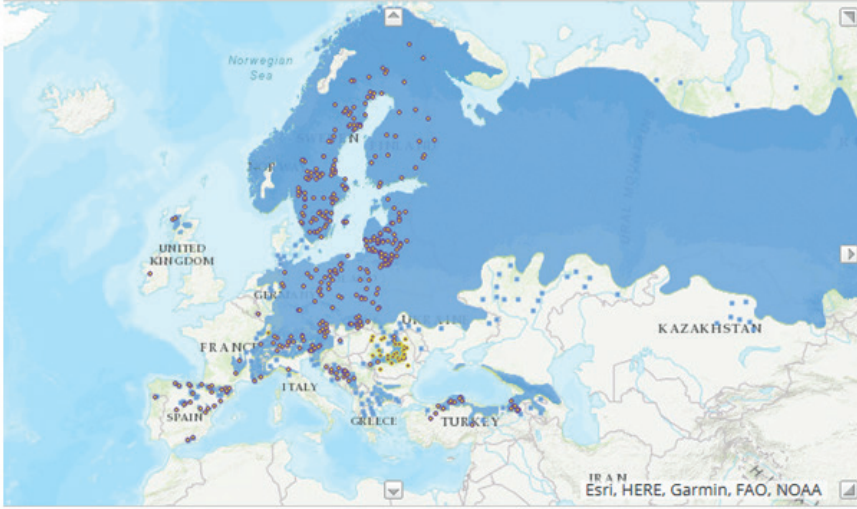 Norwegian
Sea
UNITED
KINGDOM
FRANCE
ITALY
SPAIN
GREECE
TURKEY
UKRAINE
KAZAKHSTAN
IRAN
Esri, HERE, Garmin, FAO, NOAA